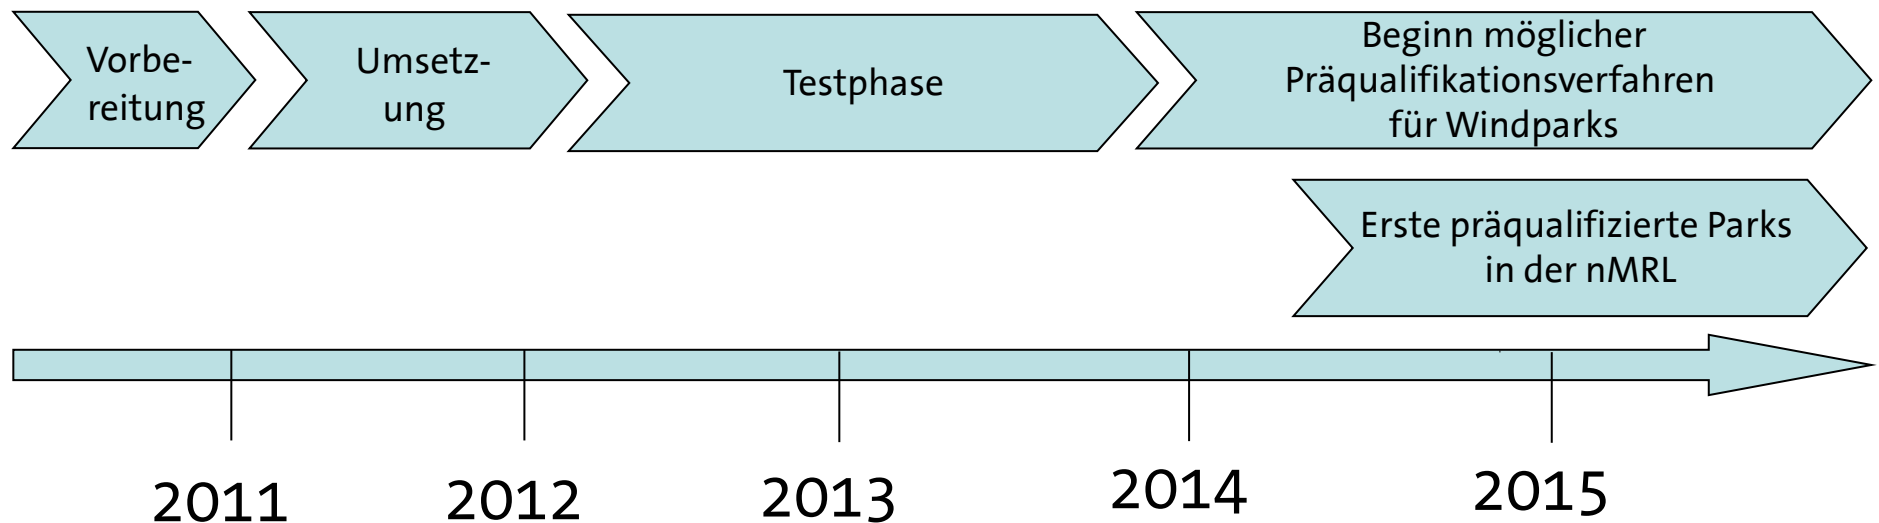 Vorbe-
reitung
Umsetz-
ung
Testphase
Beginn möglicher
Präqualifikationsverfahren
für Windparks
Erste präqualifizierte Parks
in der nMRL
2011
2012
2013
2014
2015